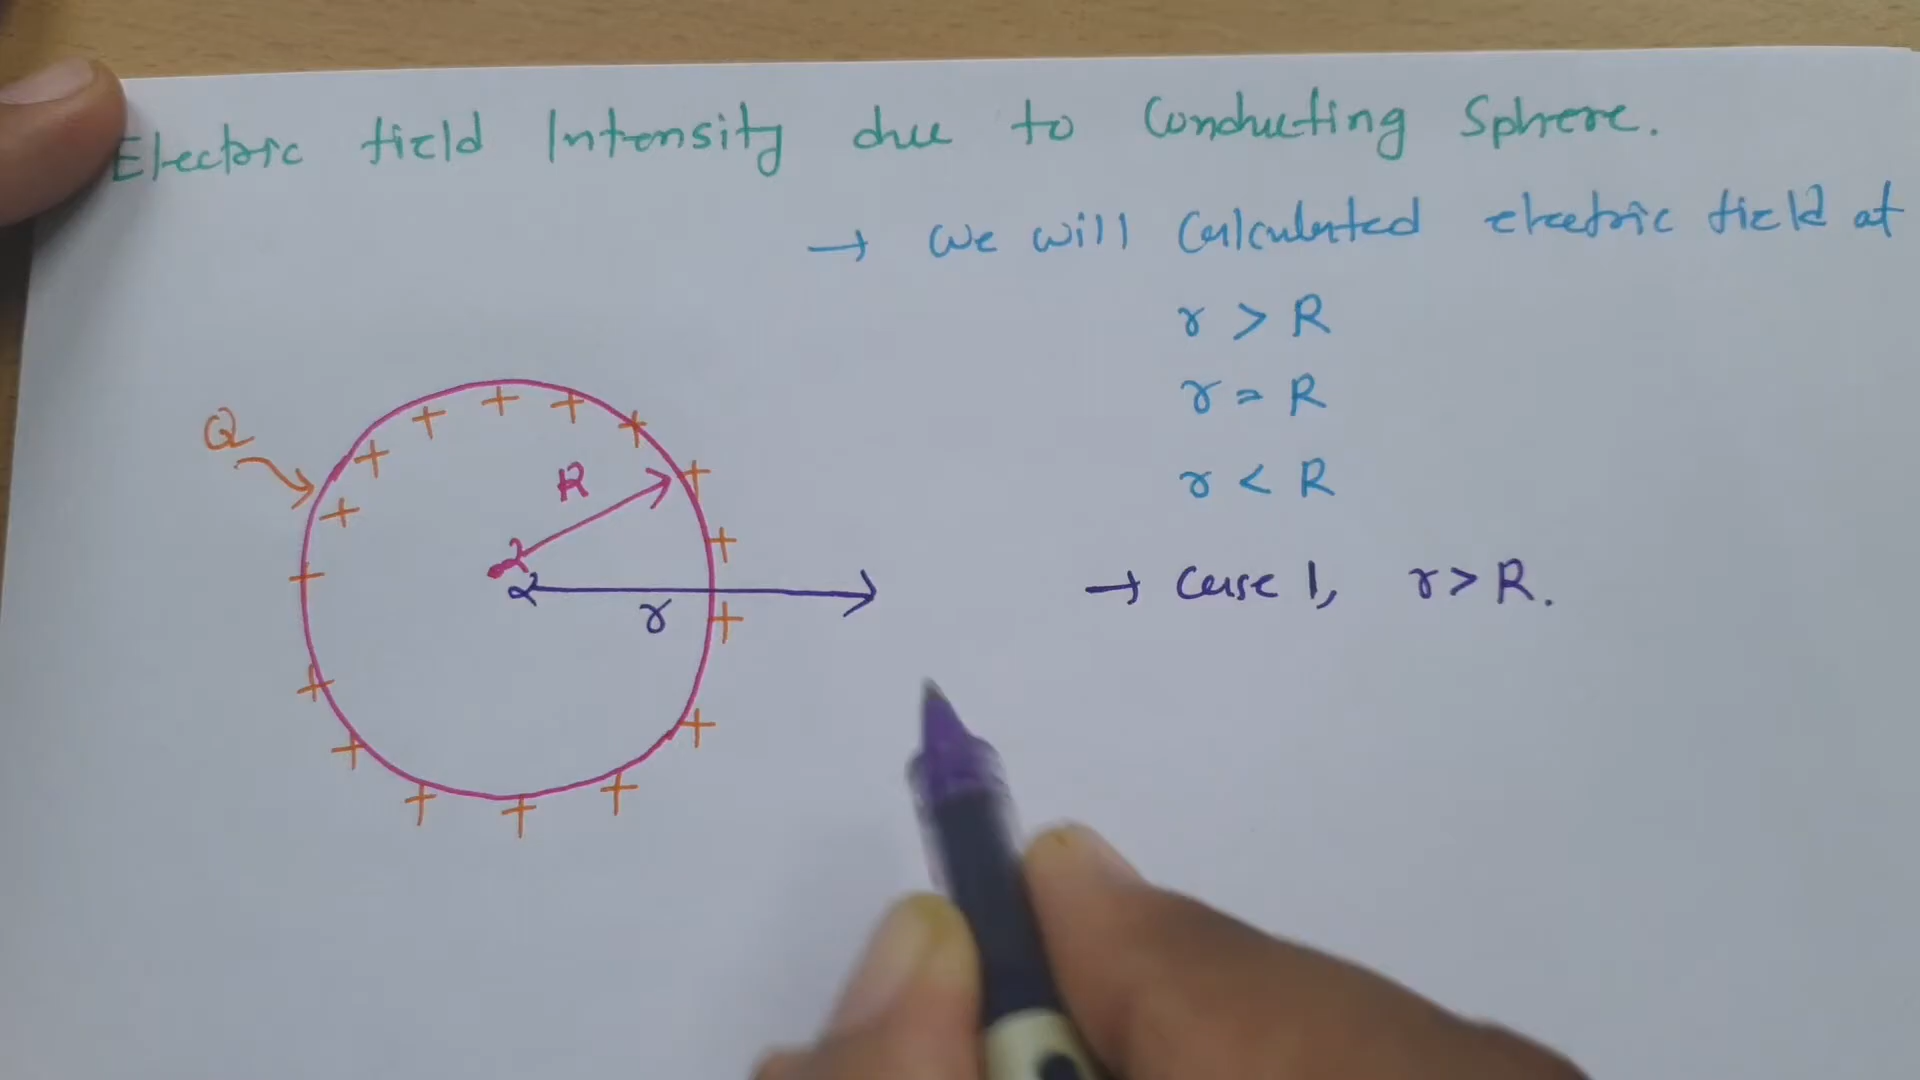 Electric field Intensity due to Conducting Sphere.
→ We will Calculated electric field at
r > R
r = R
r < R
Q
R
r
→ Case 1, r > R.